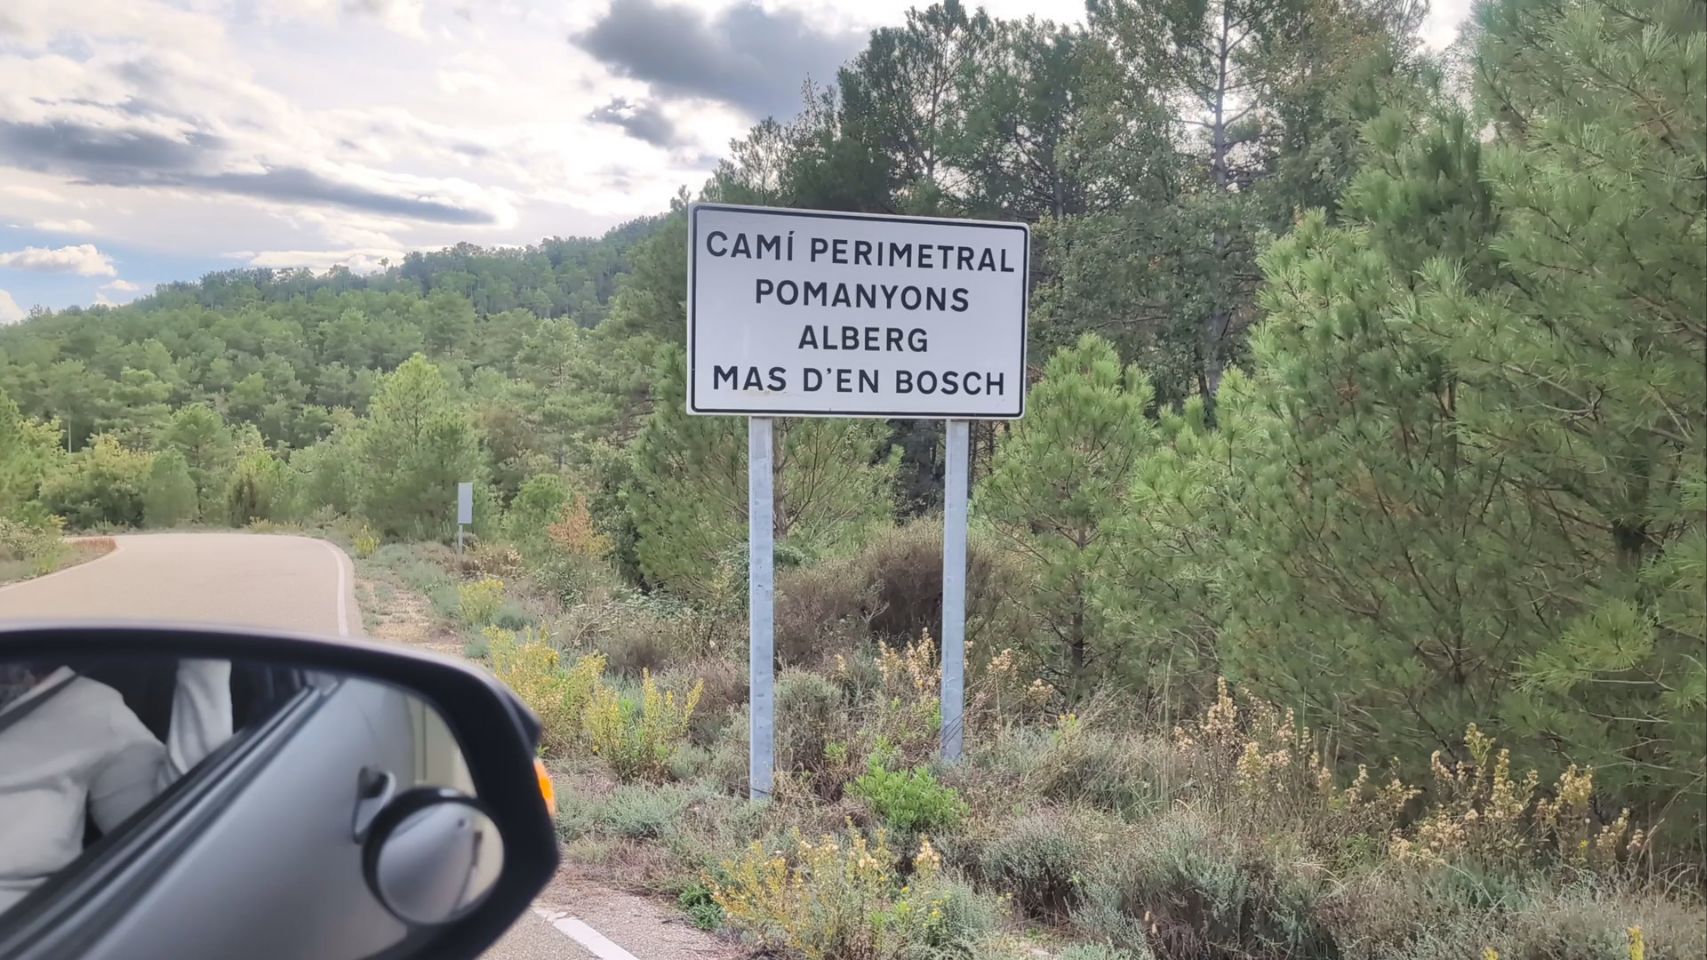 CAMÍ PERIMETRAL
POMANYONS
ALBERG
MAS D'EN BOSCH